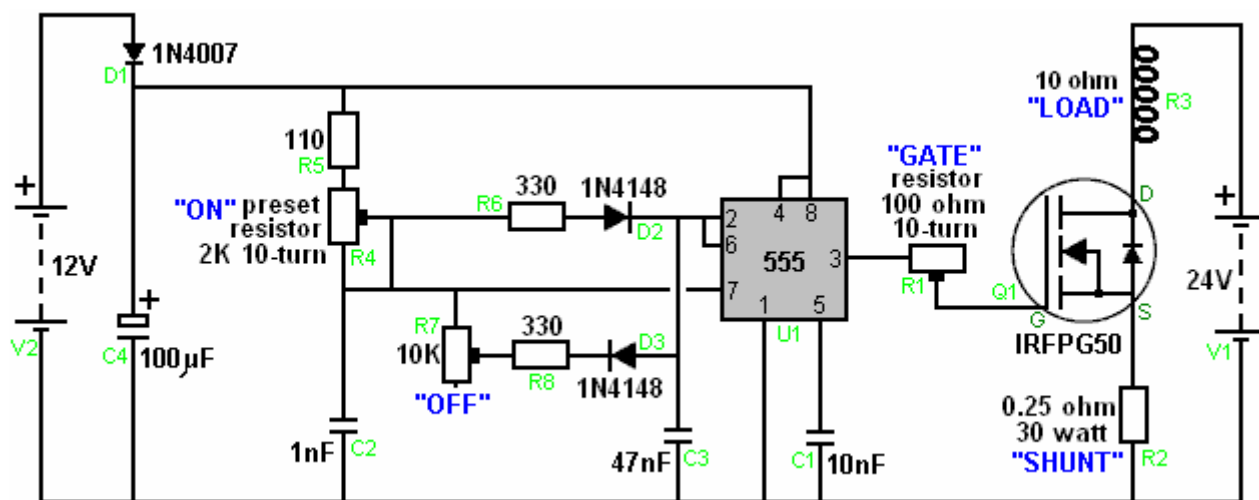 1N4007
D1
+
12V
V2
+
C4
100µF
110
R5
"ON" preset
resistor
2K 10-turn
R4
330
R6
1N4148
D2
R7
10K
"OFF"
330
R8
D3
1N4148
1nF
C2
47nF
C3
2
6
7
4
8
555
3
1
5
U1
C1
10nF
"GATE"
resistor
100 ohm
10-turn
R1
10 ohm
"LOAD"
R3
D
Q1
G
S
IRFPG50
0.25 ohm
30 watt
"SHUNT"
R2
+
24V
V1